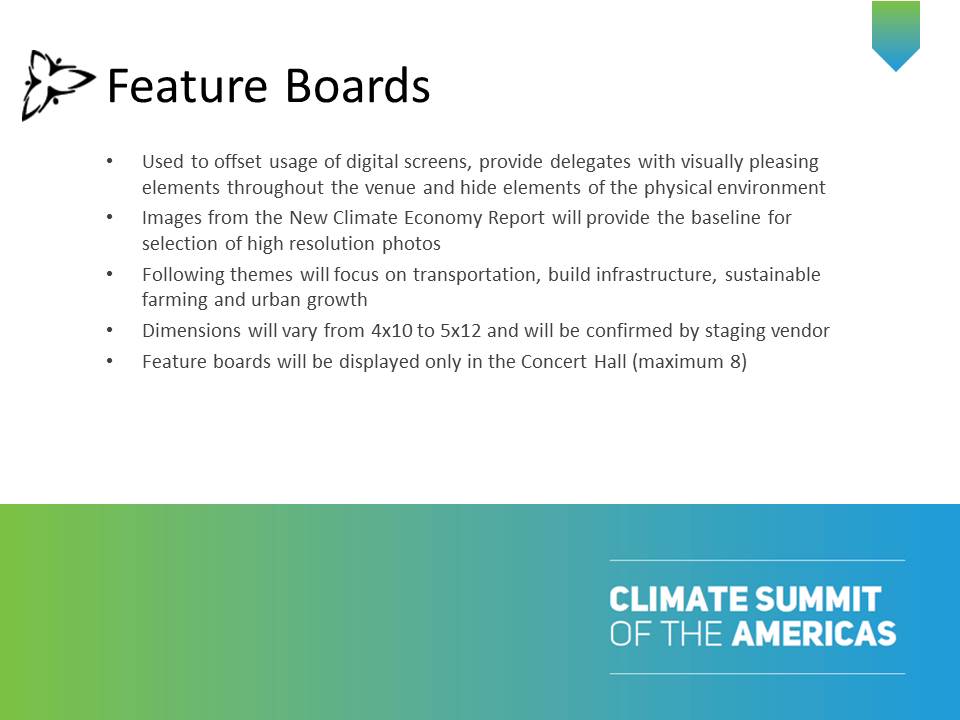 Feature Boards
• Used to offset usage of digital screens, provide delegates with visually pleasing
elements throughout the venue and hide elements of the physical environment
• Images from the New Climate Economy Report will provide the baseline for
selection of high resolution photos
• Following themes will focus on transportation, build infrastructure, sustainable
farming and urban growth
• Dimensions will vary from 4x10 to 5x12 and will be confirmed by staging vendor
• Feature boards will be displayed only in the Concert Hall (maximum 8)
CLIMATE SUMMIT
OF THE AMERICAS